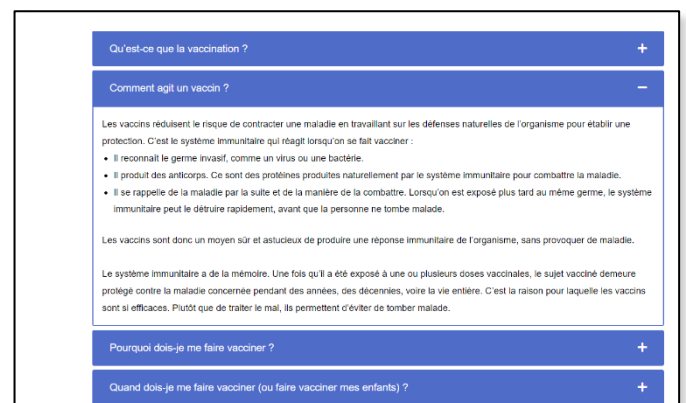 Qu'est-ce que la vaccination ? +
Comment agit un vaccin ? −
Les vaccins réduisent le risque de contracter une maladie en travaillant sur les défenses naturelles de l'organisme pour établir une
protection. C'est le système immunitaire qui réagit lorsqu'on se fait vacciner :
• Il reconnaît le germe invasif, comme un virus ou une bactérie.
• Il produit des anticorps. Ce sont des protéines produites naturellement par le système immunitaire pour combattre la maladie.
• Il se rappelle de la maladie par la suite et de la manière de la combattre. Lorsqu'on est exposé plus tard au même germe, le système
immunitaire peut le détruire rapidement, avant que la personne ne tombe malade.
Les vaccins sont donc un moyen sûr et astucieux de produire une réponse immunitaire de l'organisme, sans provoquer de maladie.
Le système immunitaire a de la mémoire. Une fois qu'il a été exposé à une ou plusieurs doses vaccinales, le sujet vacciné demeure
protégé contre la maladie concernée pendant des années, des décennies, voire la vie entière. C'est la raison pour laquelle les vaccins
sont si efficaces. Plutôt que de traiter le mal, ils permettent d'éviter de tomber malade.
Pourquoi dois-je me faire vacciner ? +
Quand dois-je me faire vacciner (ou faire vacciner mes enfants) ? +